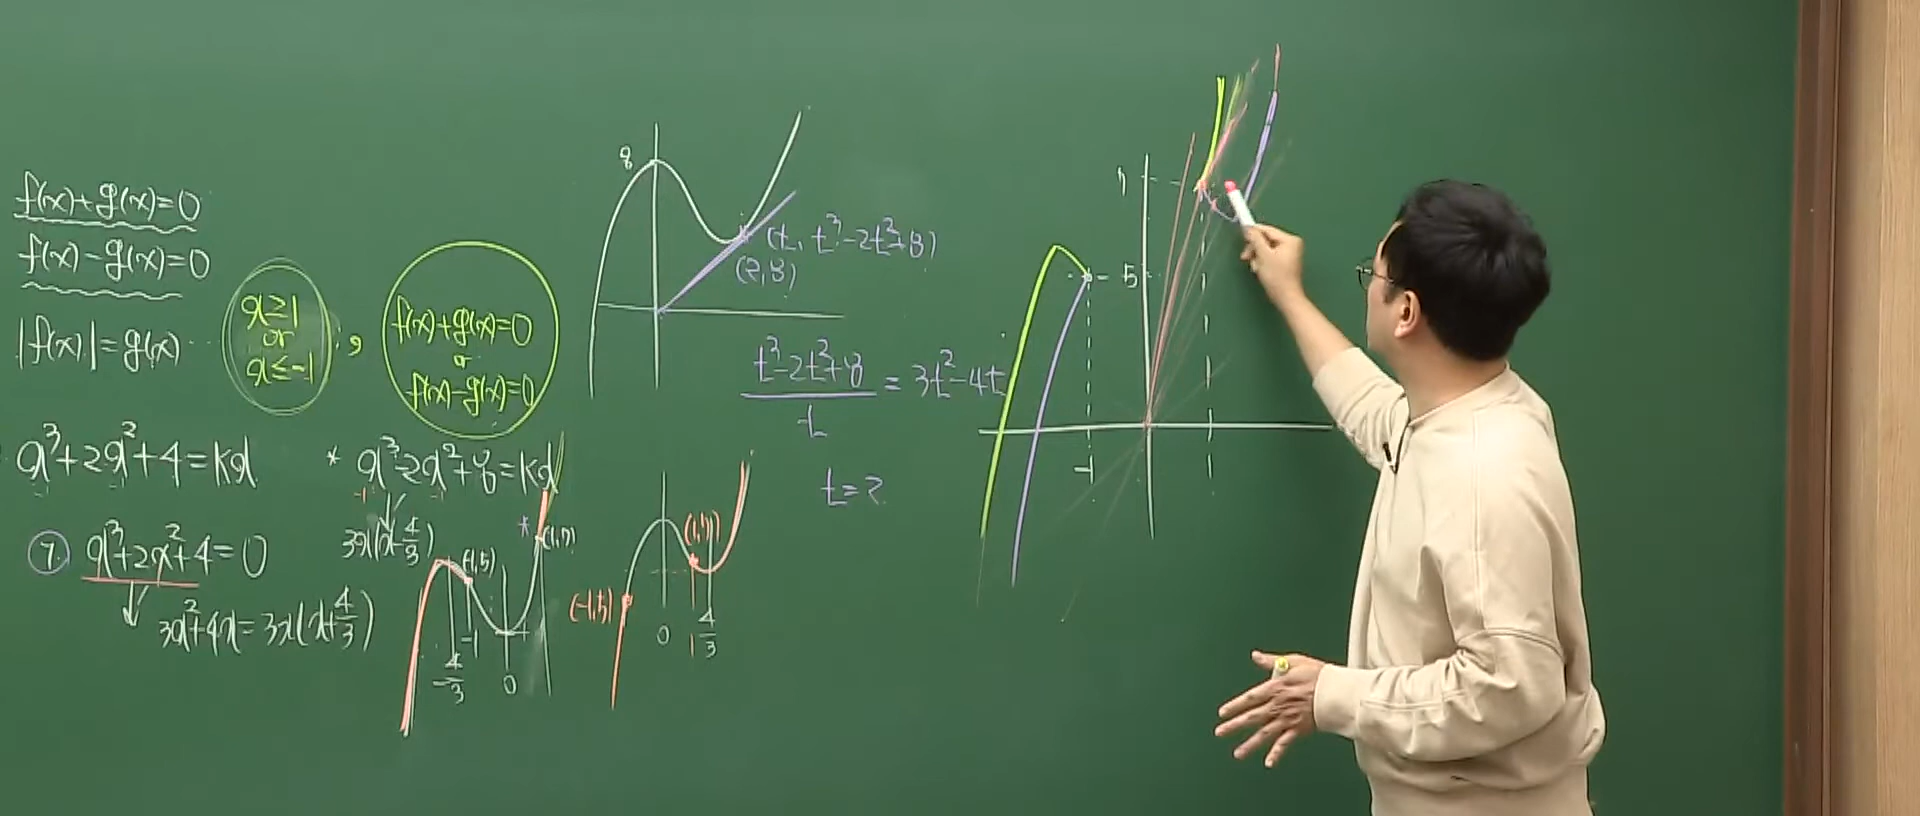 f(x)+g(x)=0
f(x)-g(x)=0
|f(x)|=g(x)
x≥1
or
x≤-1
,
f(x)+g(x)=0
or
f(x)-g(x)=0
x³+2x²+4=kx
* x³-2x²+8=kx
-1
3x(x-4/3)
⑦ x³+2x²+4=0
3x²+4x=3x(x+4/3)
(-1,5)
* (1,7)
-4/3
-1
0
8
(t, t³-2t²+8)
(2,8)
(t³-2t²+8)/t = 3t²-4t
t=2
(1,7)
(-1,5)
0
1
4/3
7
5
-1
1